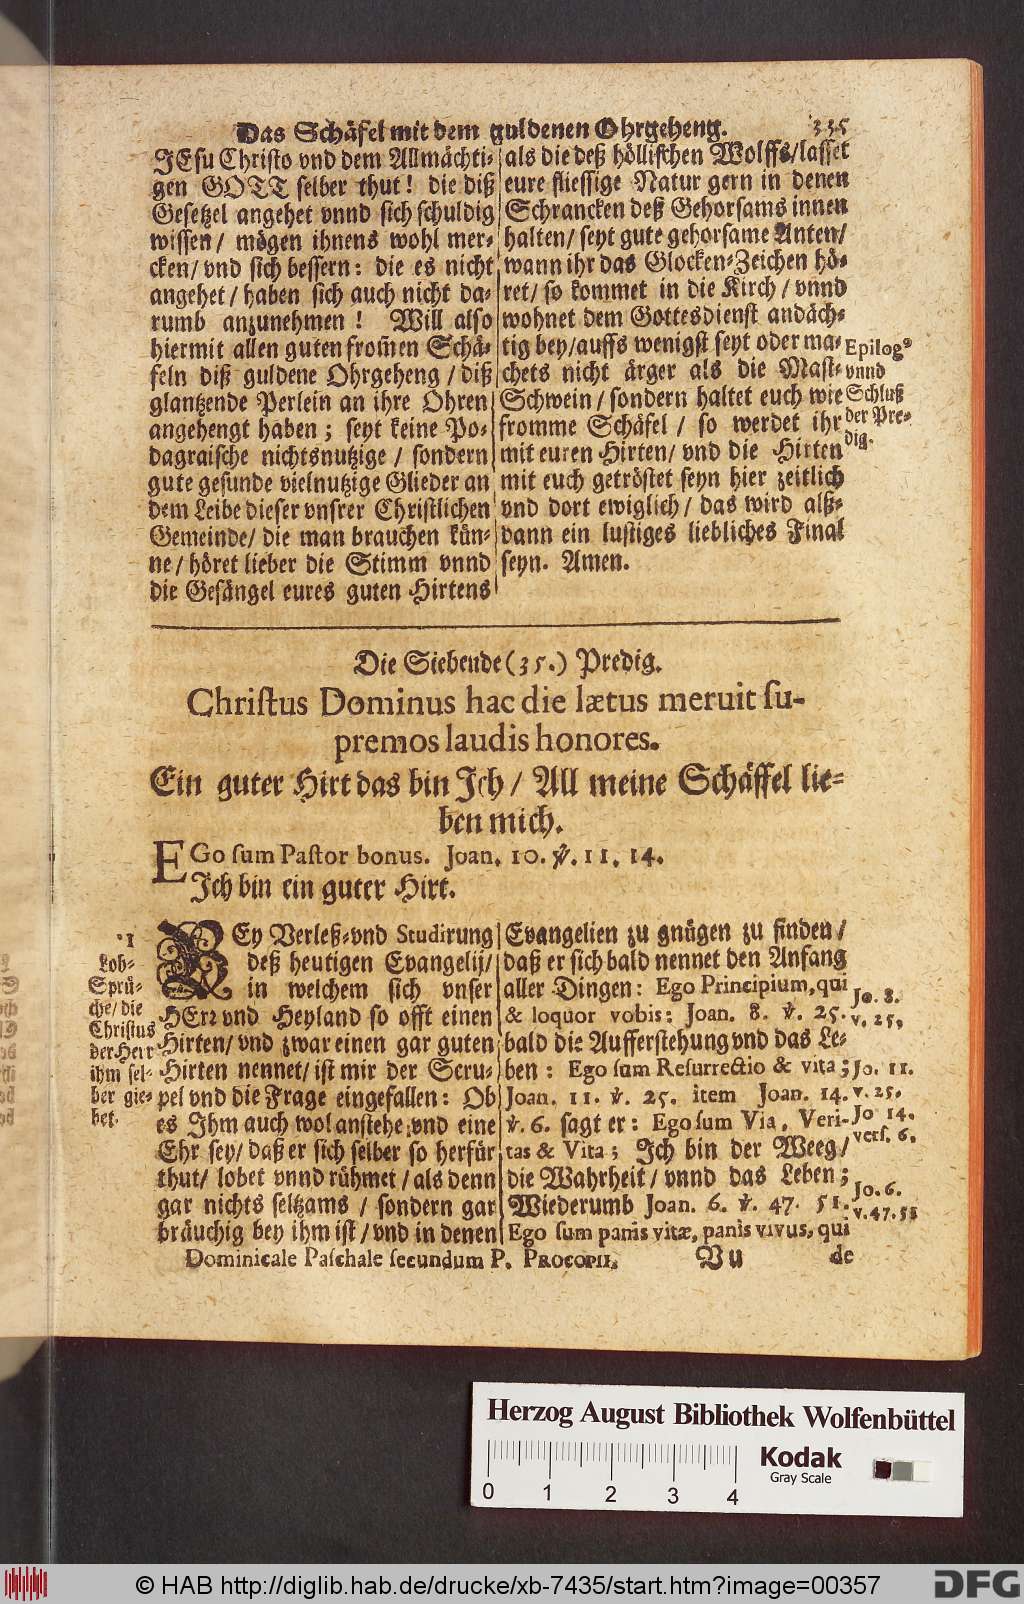 Das Schäfel mit dem guldenen Ohrgeheng. 335
JEsu Christo vnd dem Allmächti-
gen GOTT selber thut! die diß
Gesetzel angehet vnnd sich schuldig
wissen / mögen ihnens wohl mer-
cken / vnd sich bessern: die es nicht
angehet / haben sich auch nicht da-
rumb anzunehmen! Will also
hiermit allen guten from̃en Schä-
feln diß guldene Ohrgeheng / diß
glantzende Perlein an ihre Ohren
angehengt haben; seyt keine Po-
dagraische nichtsnutzige / sondern
gute gesunde vielnutzige Glieder an
dem Leibe dieser vnsrer Christlichen
Gemeinde / die man brauchen kün-
ne / höret lieber die Stimm vnnd
die Gesängel eures guten Hirtens
als die deß höllischen Wolffs / lasset
eure fliessige Natur gern in denen
Schrancken deß Gehorsams innen
halten / seyt gute gehorsame Anten /
wann ihr das Glocken-Zeichen hö-
ret / so kommet in die Kirch / vnnd
wohnet dem Gottesdienst andäch-
tig bey / auffs wenigst seyt oder ma-
chets nicht ärger als die Mast-
Schwein / sondern haltet euch wie
fromme Schäfel / so werdet ihr
mit euren Hirten / vnd die Hirten
mit euch getröstet seyn hier zeitlich
vnd dort ewiglich / das wird alß-
dann ein lustiges liebliches Final
seyn. Amen.
Epilog-
vnnd
Schluß
der Pre-
dig.
Die Siebende (35.) Predig.
Christus Dominus hac die lætus meruit su-
premos laudis honores.
Ein guter Hirt das bin Jch / All meine Schäffel lie-
ben mich.
EGo sum Pastor bonus. Joan. 10. ℣. 11. 14.
Jch bin ein guter Hirt.
1
Lob-
Sprü-
che / die
Christus
der Herr
ihm sel-
ber gie-
bet.
BEy Verleß- vnd Studirung
deß heutigen Evangelij /
in welchem sich vnser
HErr vnd Heyland so offt einen
Hirten / vnd zwar einen gar guten
Hirten nennet / ist mir der Scru-
pel vnd die Frage eingefallen: Ob
es Jhm auch wol anstehe vnd eine
Ehr sey / daß er sich selber so herfür
thut / lobet vnnd rühmet / als denn
gar nichts seltzams / sondern gar
bräuchig bey ihm ist / vnd in denen
Evangelien zu gnügen zu finden /
daß er sich bald nennet den Anfang
aller Dingen: Ego Principium, qui
& loquor vobis: Joan. 8. ℣. 25.
bald die Aufferstehung vnd das Le-
ben: Ego sum Resurrectio & vita;
Joan. 11. ℣. 25. item Joan. 14.
℣. 6. sagt er: Ego sum Via, Veri-
tas & Vita; Jch bin der Weeg /
die Wahrheit / vnnd das Leben;
Wiederumb Joan. 6. ℣. 47. 51.
Ego sum panis vitæ, panis vivus, qui
Jo. 8.
v. 25.
Jo. 11.
v. 25.
Jo 14.
vers. 6.
Jo. 6.
v. 47. 51
Dominicale Paschale secundum P. PROCOPII. Vu de
Herzog August Bibliothek Wolfenbüttel
0 1 2 3 4
Kodak
Gray Scale
© HAB http://diglib.hab.de/drucke/xb-7435/start.htm?image=00357
DFG